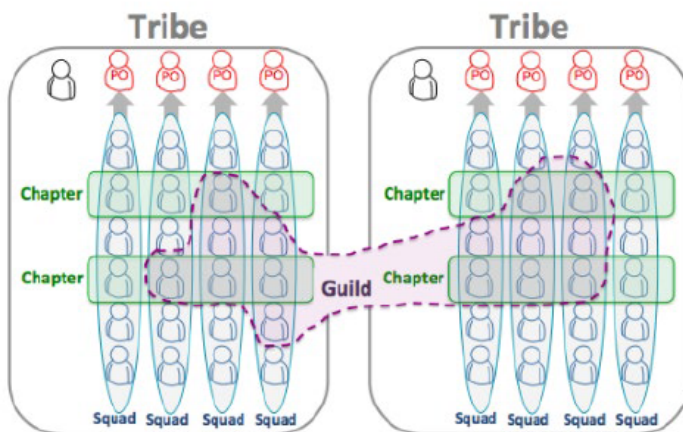 Tribe Tribe
PO PO PO PO PO PO PO PO
Chapter Chapter
Chapter Guild Chapter
Squad Squad Squad Squad Squad Squad Squad Squad